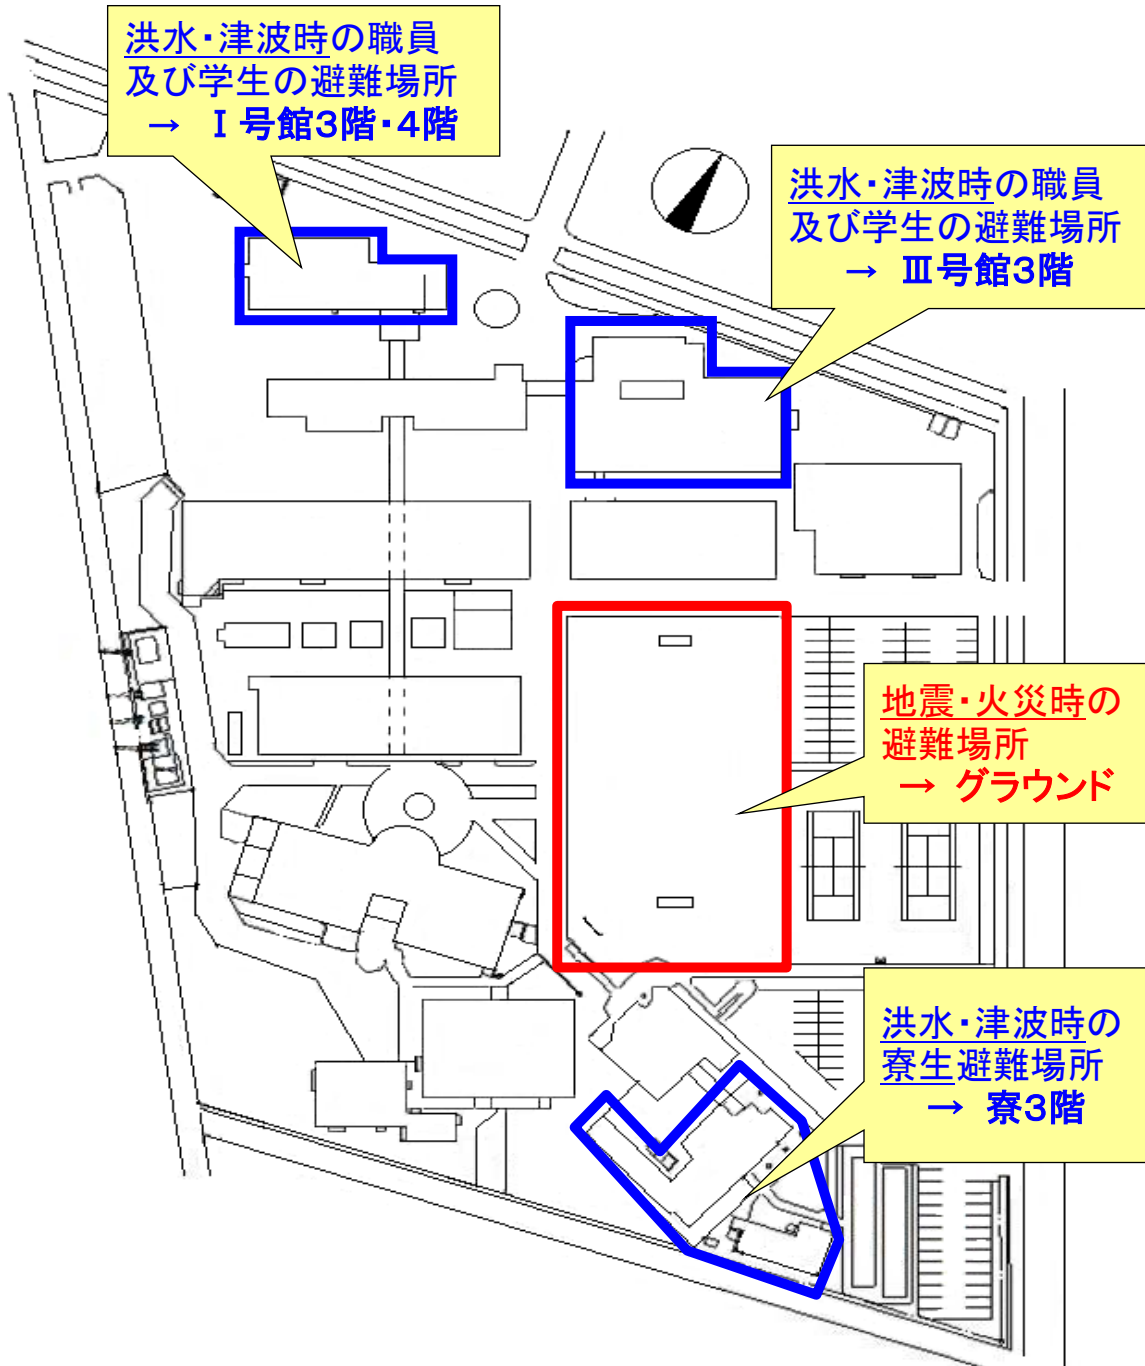 洪水・津波時の職員
及び学生の避難場所
→ Ⅰ号館3階・4階
洪水・津波時の職員
及び学生の避難場所
→ Ⅲ号館3階
地震・火災時の
避難場所
→ グラウンド
洪水・津波時の
寮生避難場所
→ 寮3階